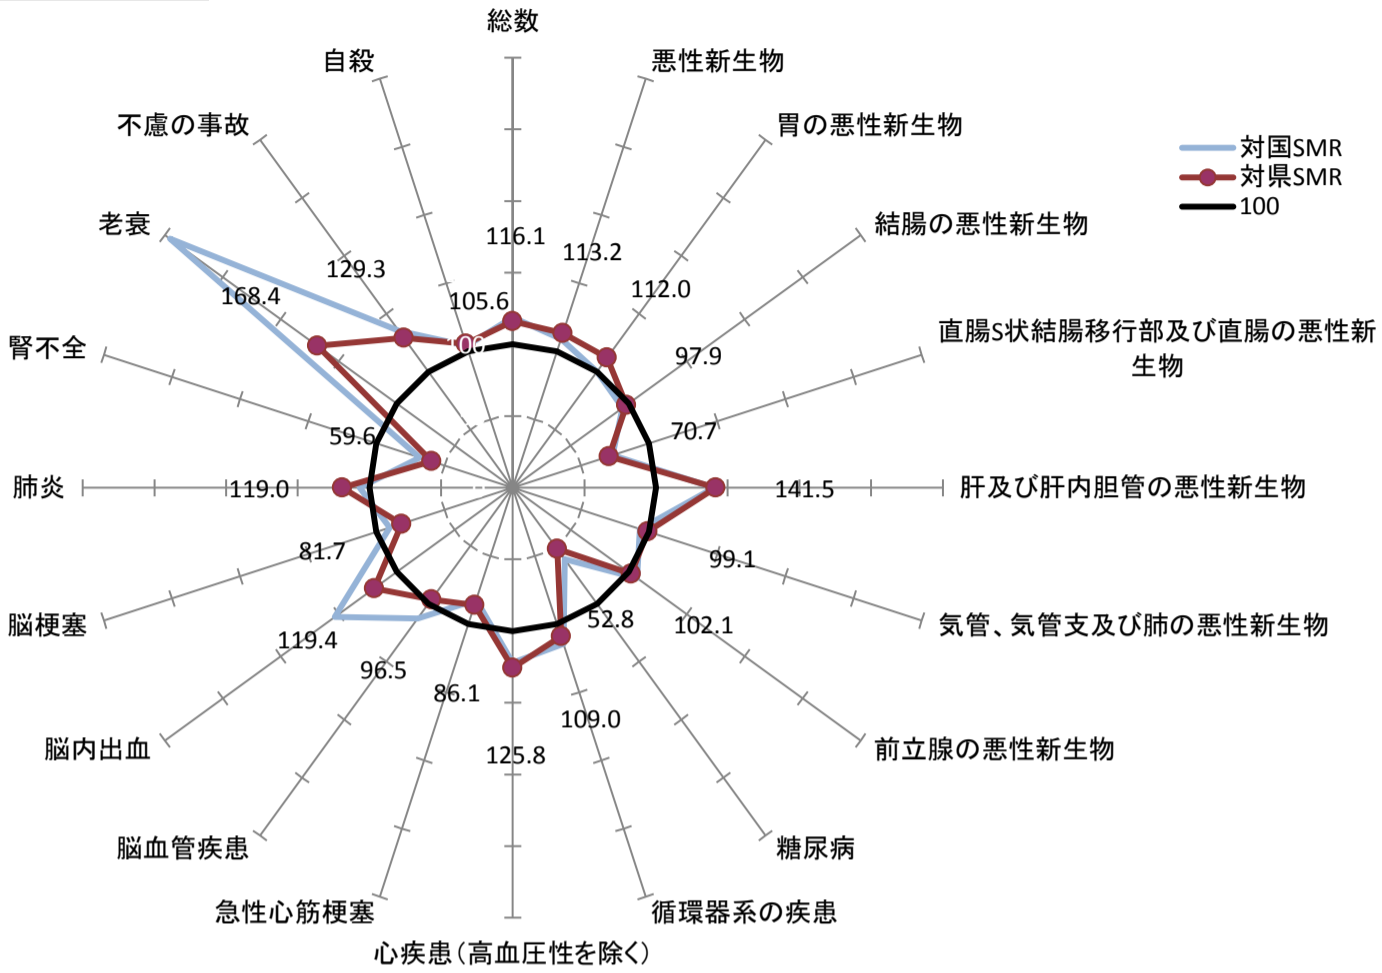 総数
自殺
悪性新生物
不慮の事故
胃の悪性新生物
対国SMR
対県SMR
100
老衰
結腸の悪性新生物
116.1
113.2
129.3
112.0
168.4
105.6
腎不全
100
97.9
直腸S状結腸移行部及び直腸の悪性新
生物
59.6
70.7
肺炎
119.0
141.5
肝及び肝内胆管の悪性新生物
81.7
99.1
脳梗塞
52.8
102.1
気管、気管支及び肺の悪性新生物
119.4
96.5
86.1
109.0
脳内出血
125.8
前立腺の悪性新生物
脳血管疾患
糖尿病
急性心筋梗塞
循環器系の疾患
心疾患（高血圧性を除く）